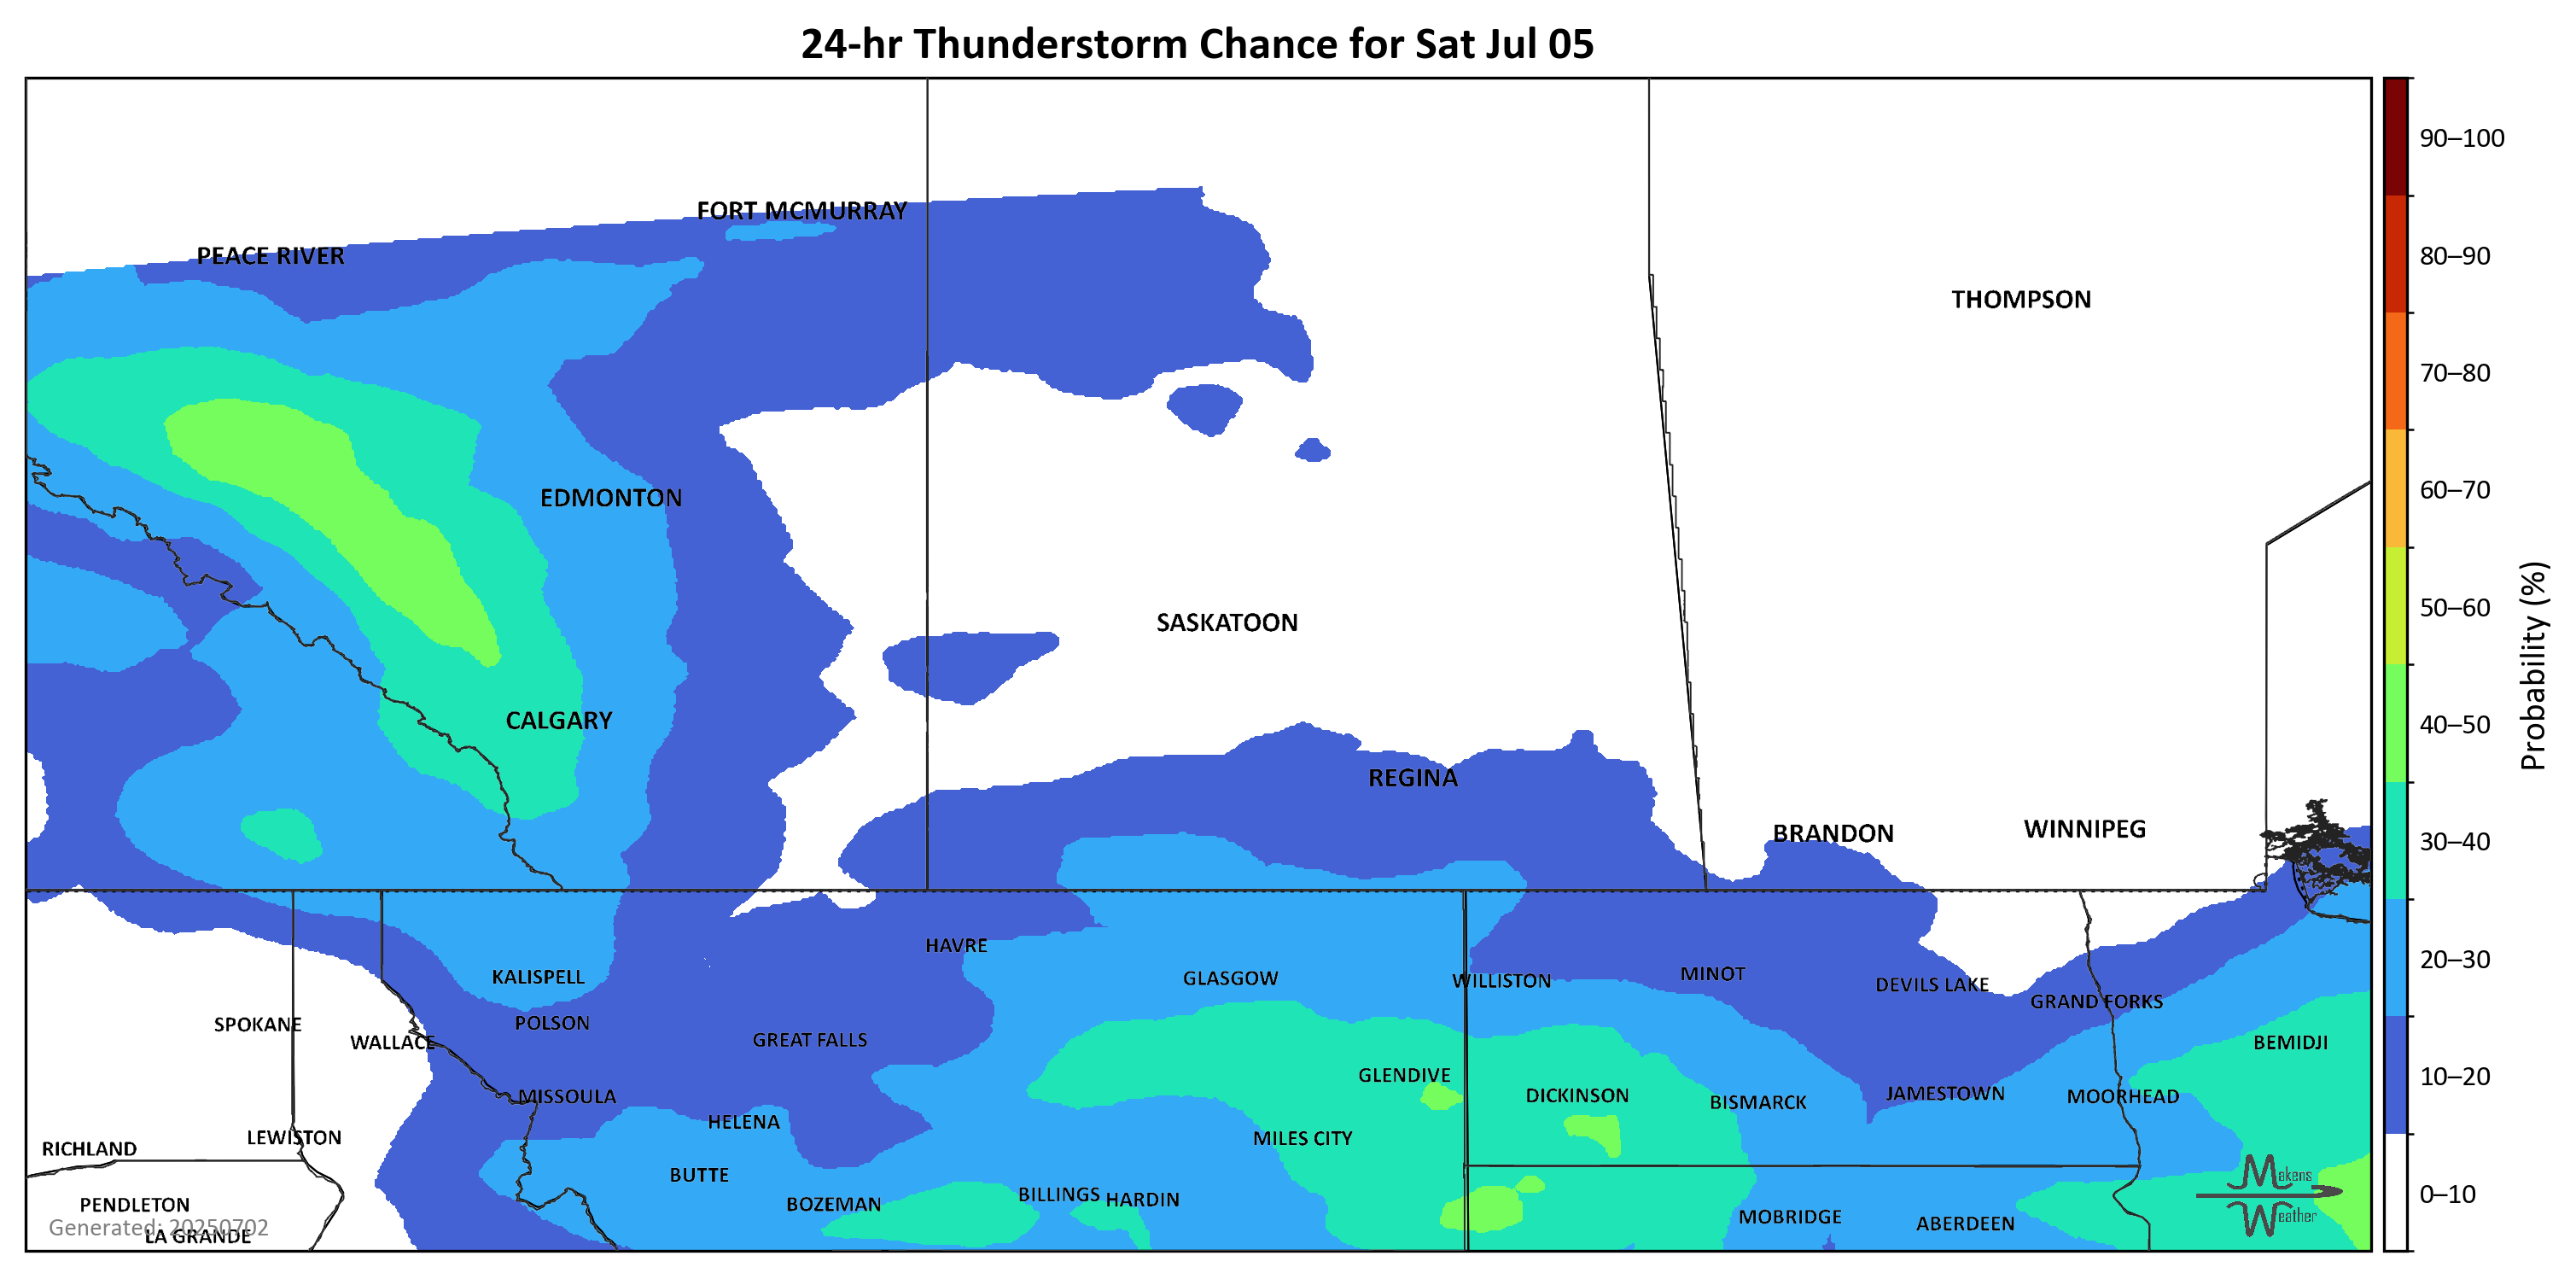 24-hr Thunderstorm Chance for Sat Jul 05
90–100
FORT MCMURRAY
PEACE RIVER
80–90
THOMPSON
70–80
60–70
EDMONTON
50–60
SASKATOON
Probability (%)
CALGARY
40–50
REGINA
WINNIPEG
BRANDON
30–40
HAVRE
20–30
MINOT
KALISPELL
GLASGOW
WILLISTON
DEVILS LAKE
GRAND FORKS
POLSON
SPOKANE
GREAT FALLS
WALLACE
BEMIDJI
GLENDIVE
10–20
JAMESTOWN
DICKINSON
MISSOULA
MOORHEAD
BISMARCK
HELENA
LEWISTON
MILES CITY
RICHLAND
BUTTE
Makens
Weather
0–10
BILLINGS
HARDIN
BOZEMAN
PENDLETON
MOBRIDGE
ABERDEEN
Generated: 20250702
LA GRANDE